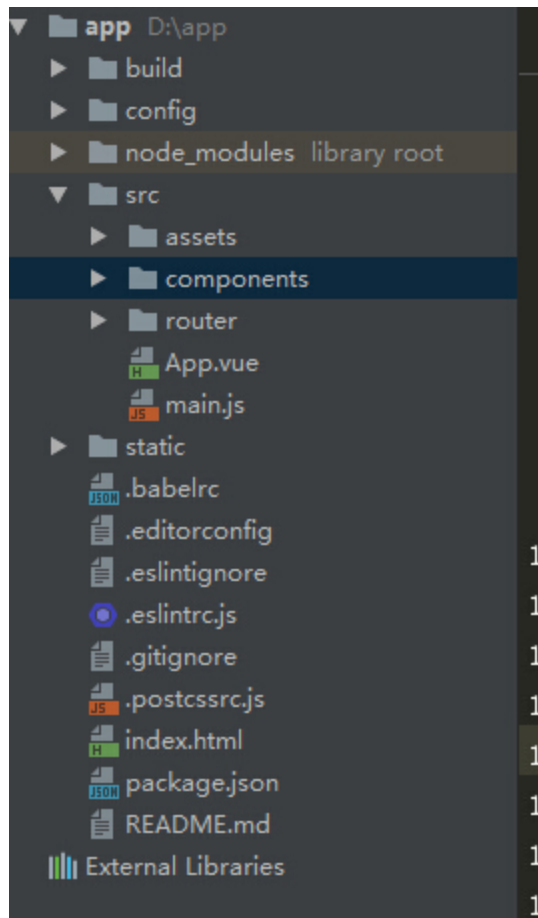 app D:\app
build
config
node_modules library root
src
assets
components
router
App.vue
main.js
static
.babelrc
.editorconfig
.eslintignore
.eslintrc.js
.gitignore
.postcssrc.js
index.html
package.json
README.md
External Libraries